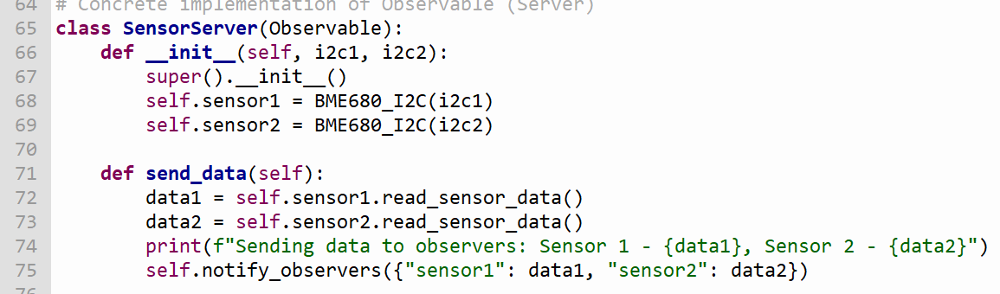 64 # Concrete implementation of Observable (Server)
65 class SensorServer(Observable):
66     def __init__(self, i2c1, i2c2):
67         super().__init__()
68         self.sensor1 = BME680_I2C(i2c1)
69         self.sensor2 = BME680_I2C(i2c2)
70
71     def send_data(self):
72         data1 = self.sensor1.read_sensor_data()
73         data2 = self.sensor2.read_sensor_data()
74         print(f"Sending data to observers: Sensor 1 - {data1}, Sensor 2 - {data2}")
75         self.notify_observers({"sensor1": data1, "sensor2": data2})
76